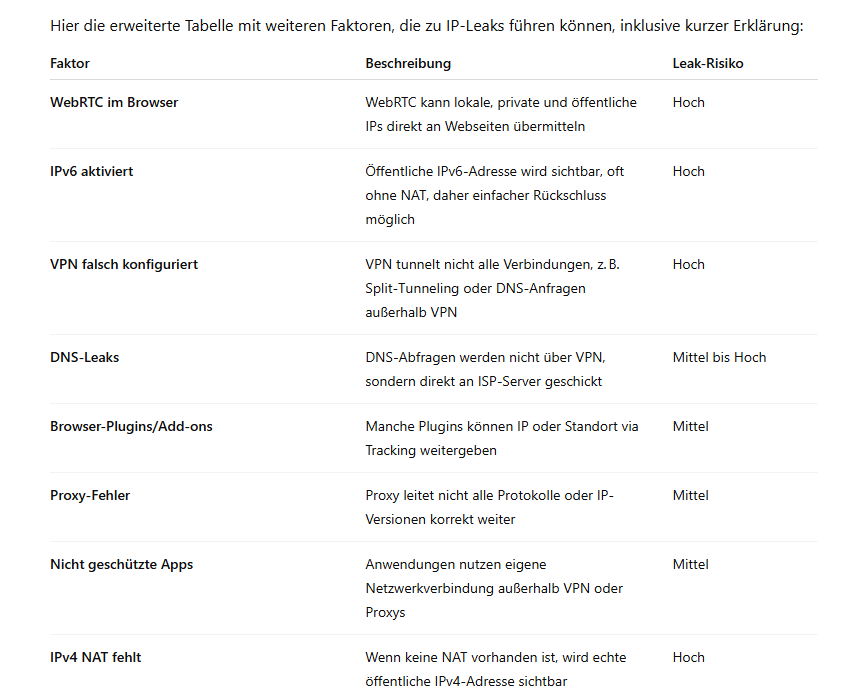 Hier die erweiterte Tabelle mit weiteren Faktoren, die zu IP-Leaks führen können, inklusive kurzer Erklärung:
Faktor Beschreibung Leak-Risiko
WebRTC im Browser WebRTC kann lokale, private und öffentliche Hoch
IPs direkt an Webseiten übermitteln
IPv6 aktiviert Öffentliche IPv6-Adresse wird sichtbar, oft Hoch
ohne NAT, daher einfacher Rückschluss
möglich
VPN falsch konfiguriert VPN tunnelt nicht alle Verbindungen, z. B. Hoch
Split-Tunneling oder DNS-Anfragen
außerhalb VPN
DNS-Leaks DNS-Abfragen werden nicht über VPN, Mittel bis Hoch
sondern direkt an ISP-Server geschickt
Browser-Plugins/Add-ons Manche Plugins können IP oder Standort via Mittel
Tracking weitergeben
Proxy-Fehler Proxy leitet nicht alle Protokolle oder IP- Mittel
Versionen korrekt weiter
Nicht geschützte Apps Anwendungen nutzen eigene Mittel
Netzwerkverbindung außerhalb VPN oder
Proxys
IPv4 NAT fehlt Wenn keine NAT vorhanden ist, wird echte Hoch
öffentliche IPv4-Adresse sichtbar